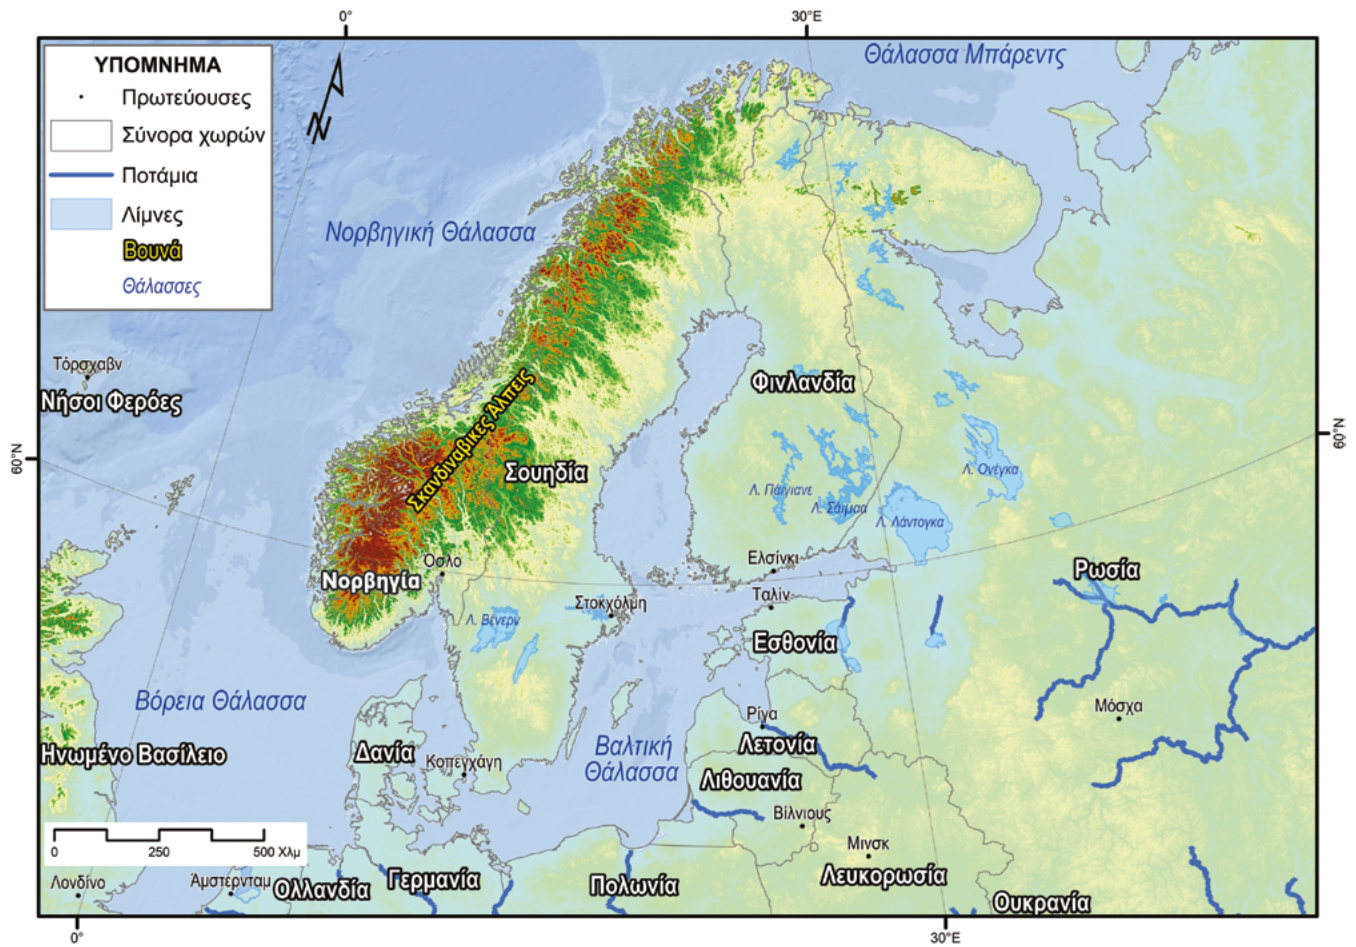 0°
30°E
ΥΠΟΜΝΗΜΑ
Πρωτεύουσες
Σύνορα χωρών
Ποτάμια
Λίμνες
Βουνά
Θάλασσες
N
Θάλασσα Μπάρεντς
Νορβηγική Θάλασσα
Τόρσχαβν
Νήσοι Φερόες
Φινλανδία
Σκανδιναβικές Άλπεις
Σουηδία
60°N
60°N
Λ. Ονέγκα
Λ. Πάιγιανε
Λ. Σάιμαα
Λ. Λάντογκα
Όσλο
Ελσίνκι
Νορβηγία
Ρωσία
Στοκχόλμη
Ταλίν
Λ. Βένερν
Εσθονία
Βόρεια Θάλασσα
Μόσχα
Ρίγα
Ηνωμένο Βασίλειο
Δανία
Κοπεγχάγη
Βαλτική
Θάλασσα
Λετονία
Λιθουανία
Βίλνιους
0 250 500 Χλμ
Μινσκ
Λονδίνο
Άμστερνταμ
Ολλανδία
Γερμανία
Πολωνία
Λευκορωσία
Ουκρανία
0°
30°E